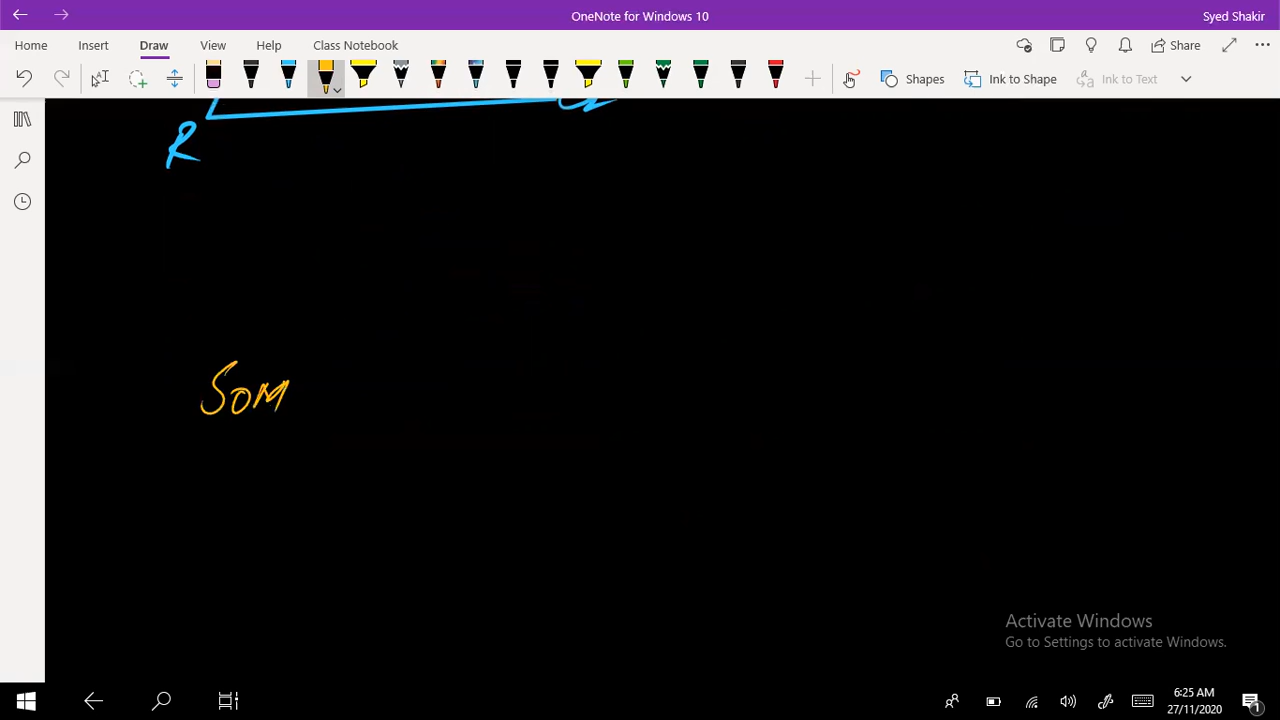 OneNote for Windows 10
Syed Shakir
Home Insert Draw View Help Class Notebook Share
Shapes Ink to Shape Ink to Text
R
Som
Activate Windows
Go to Settings to activate Windows.
6:25 AM
27/11/2020
1